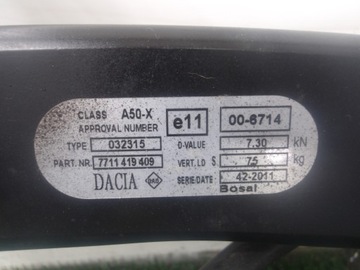 CLASS A50-X e11 00-6714
APPROVAL NUMBER
TYPE 032315 D-VALUE 7.30 kN
PART. NR. 7711 419 409 VERT. LD S 75 kg
DACIA SERIE/DATE 42-2011
Bosal